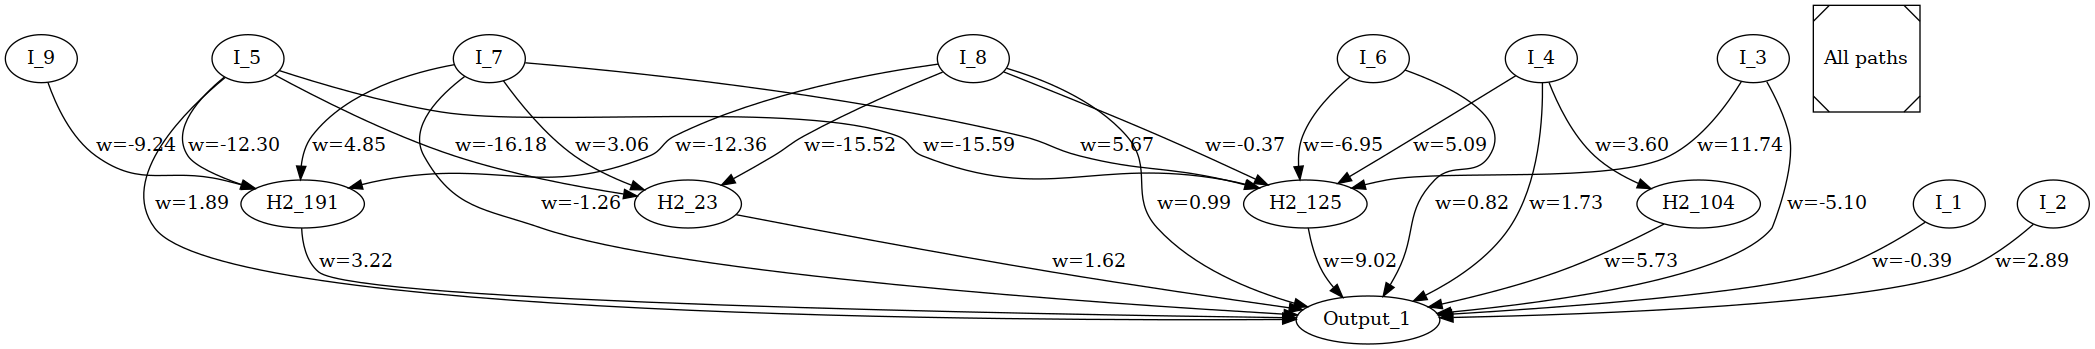 I_9
I_5
I_7
I_8
I_6
I_4
I_3
All paths
w=-9.24
w=-12.30
w=4.85
w=-16.18
w=3.06
w=-12.36
w=-15.52
w=-15.59
w=5.67
w=-0.37
w=-6.95
w=5.09
w=3.60
w=11.74
w=1.89
H2_191
w=-1.26
H2_23
w=0.99
H2_125
w=0.82
w=1.73
H2_104
w=-5.10
I_1
I_2
w=3.22
w=1.62
w=9.02
w=5.73
w=-0.39
w=2.89
Output_1